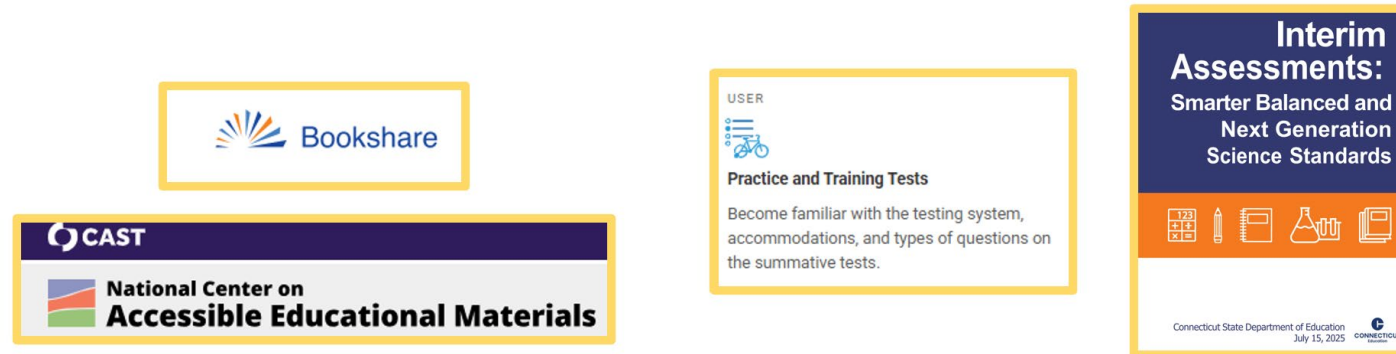 Bookshare
CAST
National Center on
Accessible Educational Materials
USER
Practice and Training Tests
Become familiar with the testing system,
accommodations, and types of questions on
the summative tests.
Interim
Assessments:
Smarter Balanced and
Next Generation
Science Standards
123
Connecticut State Department of Education
July 15, 2025